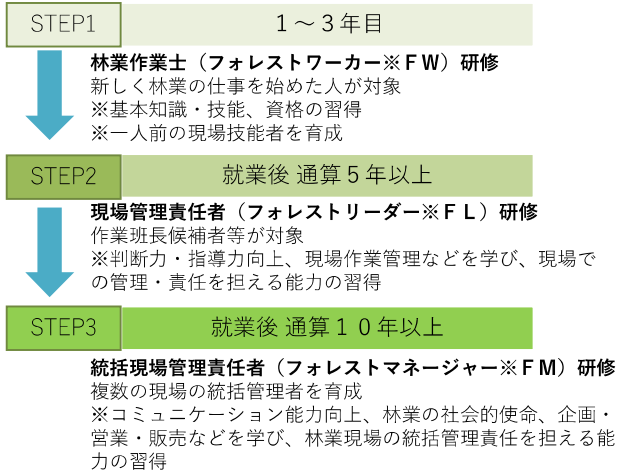 STEP1 1～3年目
林業作業士（フォレストワーカー※ＦＷ）研修
新しく林業の仕事を始めた人が対象
※基本知識・技能、資格の習得
※一人前の現場技能者を育成
STEP2 就業後 通算５年以上
現場管理責任者（フォレストリーダー※ＦＬ）研修
作業班長候補者等が対象
※判断力・指導力向上、現場作業管理などを学び、現場で
の管理・責任を担える能力の習得
STEP3 就業後 通算１０年以上
統括現場管理責任者（フォレストマネージャー※ＦＭ）研修
複数の現場の統括管理者を育成
※コミュニケーション能力向上、林業の社会的使命、企画・
営業・販売などを学び、林業現場の統括管理責任を担える能
力の習得